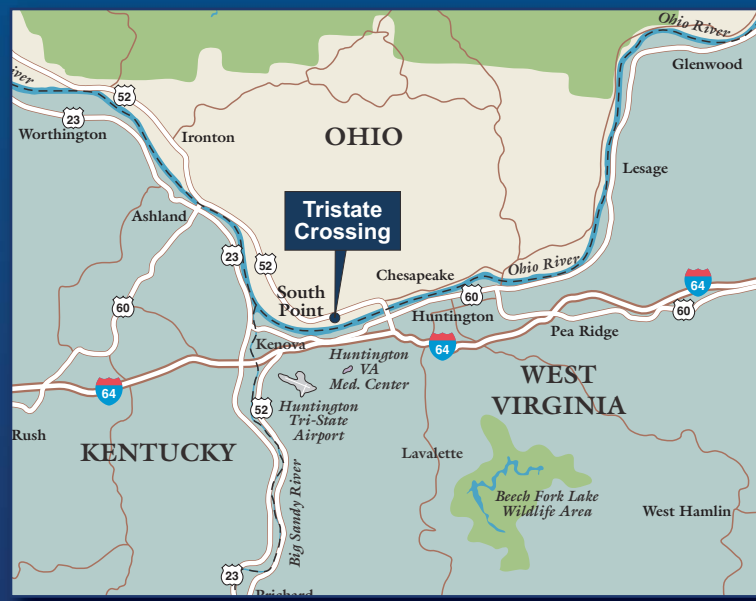 Ohio River
Glenwood
iver
52
23
Worthington
Ironton
OHIO
Lesage
Ashland
Tristate
Crossing
23
52
Chesapeake
Ohio River
64
South
Point
60
60
60
Huntington
Pea Ridge
Kenova
64
Huntington
VA
Med. Center
64
WEST
VIRGINIA
52
Huntington
Tri-State
Airport
Rush
KENTUCKY
Lavalette
Big Sandy River
Beech Fork Lake
Wildlife Area
West Hamlin
23
Prichard